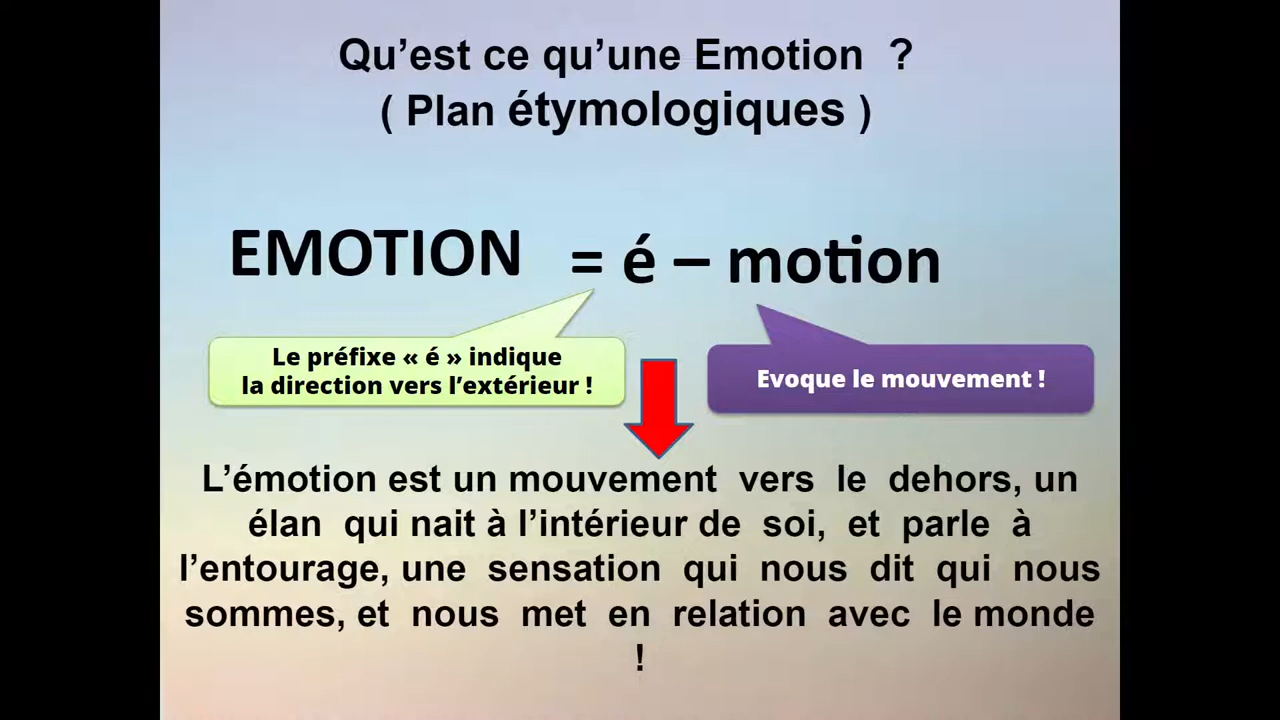 Qu’est ce qu’une Emotion ?
( Plan étymologiques )
EMOTION = é – motion
Le préfixe « é » indique
la direction vers l’extérieur !
Evoque le mouvement !
L’émotion est un mouvement vers le dehors, un
élan qui nait à l’intérieur de soi, et parle à
l’entourage, une sensation qui nous dit qui nous
sommes, et nous met en relation avec le monde
!